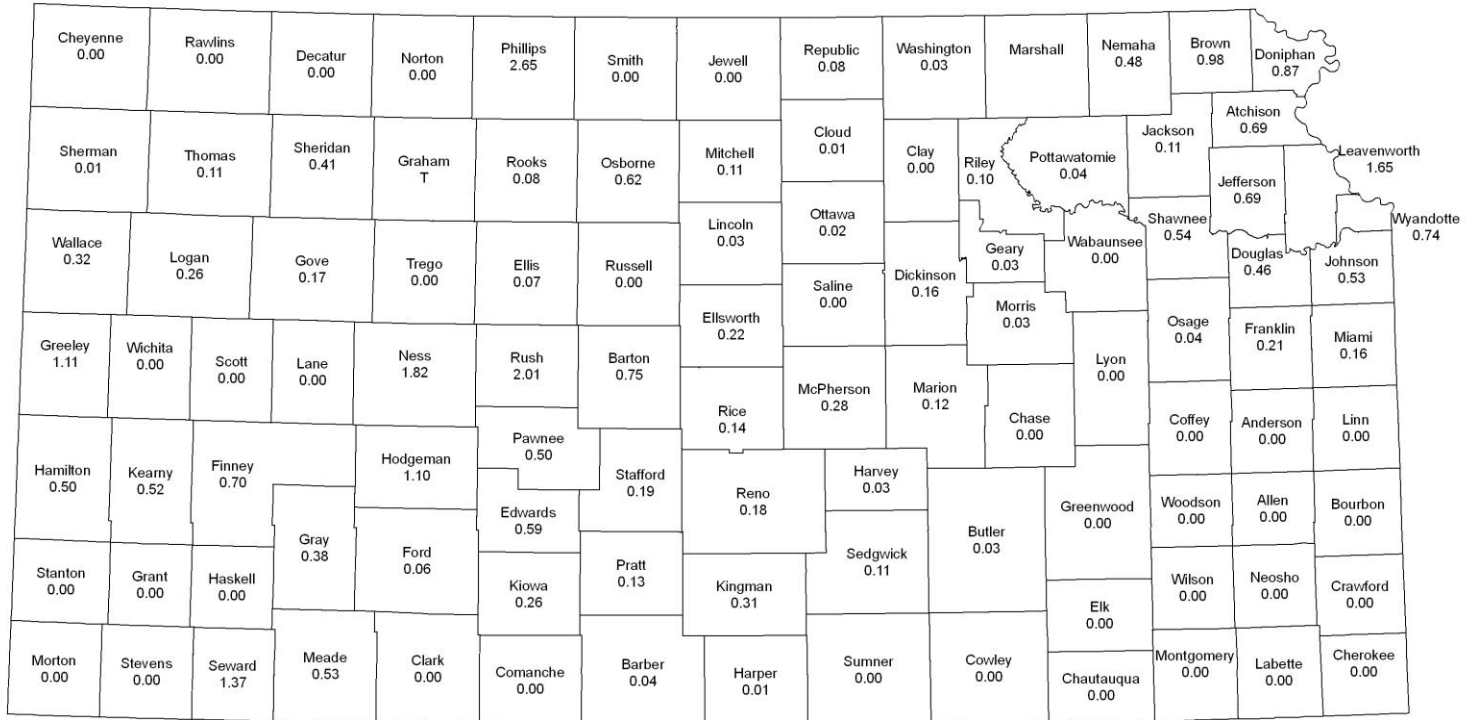 Cheyenne
0.00
Rawlins
0.00
Decatur
0.00
Norton
0.00
Phillips
2.65
Smith
0.00
Jewell
0.00
Republic
0.08
Washington
0.03
Marshall
Nemaha
0.48
Brown
0.98
Doniphan
0.87
Sherman
0.01
Thomas
0.11
Sheridan
0.41
Graham
T
Rooks
0.08
Osborne
0.62
Mitchell
0.11
Cloud
0.01
Clay
0.00
Riley
0.10
Pottawatomie
0.04
Jackson
0.11
Atchison
0.69
Jefferson
0.69
Leavenworth
1.65
Wyandotte
0.74
Wallace
0.32
Logan
0.26
Gove
0.17
Trego
0.00
Ellis
0.07
Russell
0.00
Lincoln
0.03
Ottawa
0.02
Saline
0.00
Dickinson
0.16
Geary
0.03
Wabaunsee
0.00
Shawnee
0.54
Douglas
0.46
Johnson
0.53
Ellsworth
0.22
Morris
0.03
Osage
0.04
Franklin
0.21
Miami
0.16
Greeley
1.11
Wichita
0.00
Scott
0.00
Lane
0.00
Ness
1.82
Rush
2.01
Barton
0.75
Rice
0.14
McPherson
0.28
Marion
0.12
Chase
0.00
Lyon
0.00
Coffey
0.00
Anderson
0.00
Linn
0.00
Hamilton
0.50
Kearny
0.52
Finney
0.70
Hodgeman
1.10
Pawnee
0.50
Stafford
0.19
Reno
0.18
Harvey
0.03
Butler
0.03
Greenwood
0.00
Woodson
0.00
Allen
0.00
Bourbon
0.00
Gray
0.38
Ford
0.06
Edwards
0.59
Pratt
0.13
Kingman
0.31
Sedgwick
0.11
Stanton
0.00
Grant
0.00
Haskell
0.00
Kiowa
0.26
Elk
0.00
Wilson
0.00
Neosho
0.00
Crawford
0.00
Morton
0.00
Stevens
0.00
Seward
1.37
Meade
0.53
Clark
0.00
Comanche
0.00
Barber
0.04
Harper
0.01
Sumner
0.00
Cowley
0.00
Chautauqua
0.00
Montgomery
0.00
Labette
0.00
Cherokee
0.00